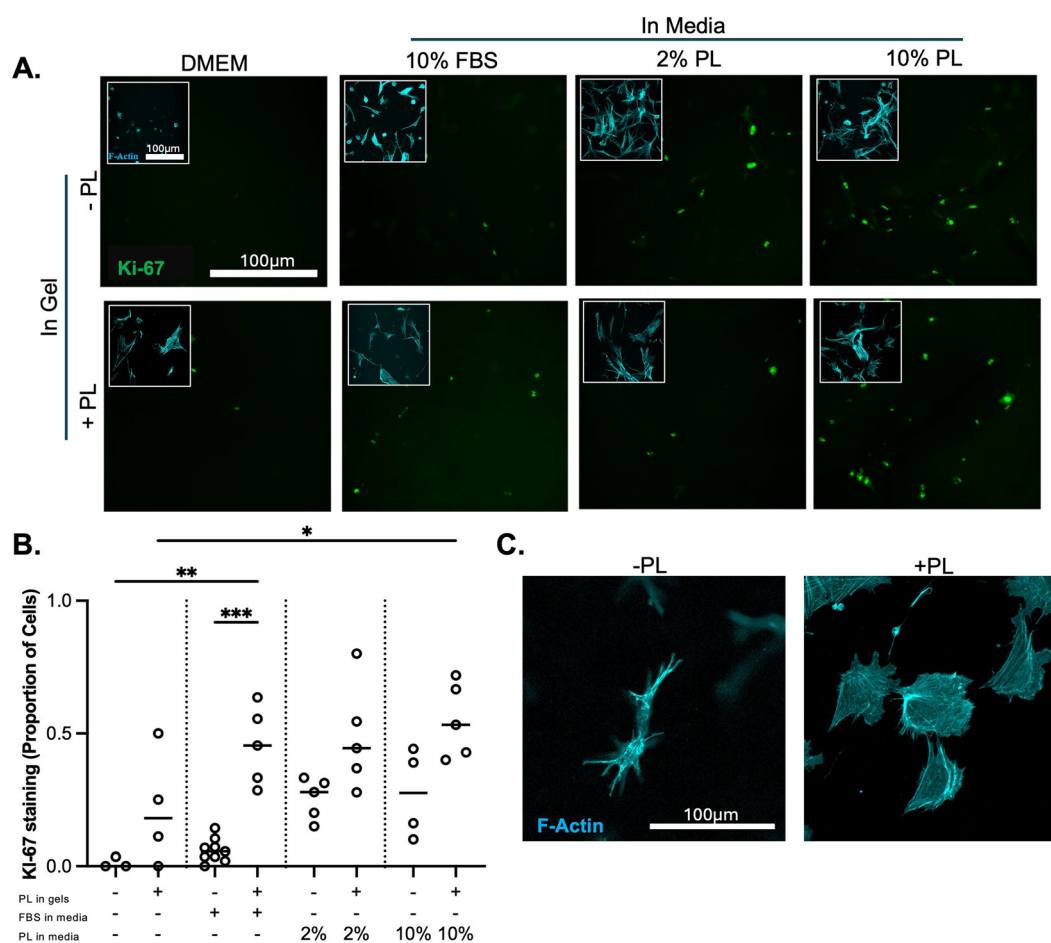 In Media
A.
DMEM
10% FBS
2% PL
10% PL
In Gel
- PL
F-Actin
100µm
Ki-67
100µm
+ PL
B.
*
**
***
KI-67 staining (Proportion of Cells)
1.0
0.5
0.0
PL in gels - + - + - + - +
FBS in media - - + + - - - -
PL in media - - - - 2% 2% 10% 10%
C.
-PL
+PL
F-Actin
100µm